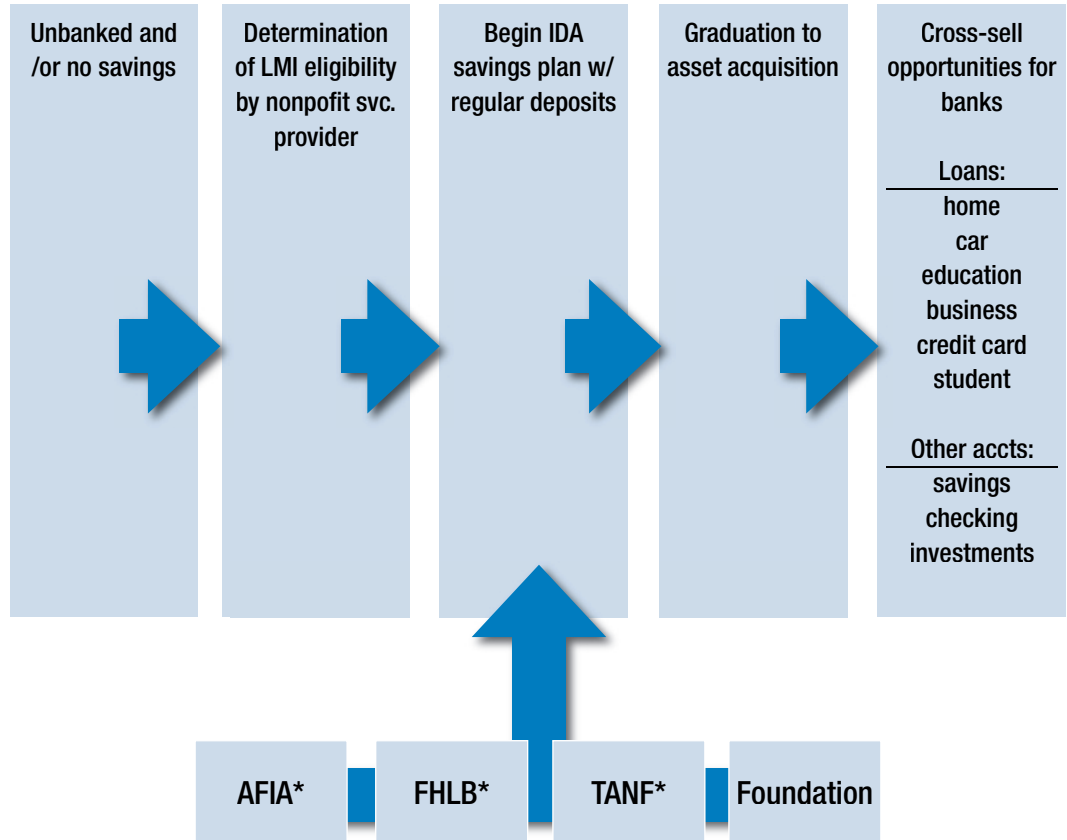 Unbanked and
/or no savings
Determination
of LMI eligibility
by nonpofit svc.
provider
Begin IDA
savings plan w/
regular deposits
Graduation to
asset acquisition
Cross-sell
opportunities for
banks
Loans:
home
car
education
business
credit card
student
Other accts:
savings
checking
investments
AFIA*
FHLB*
TANF*
Foundation